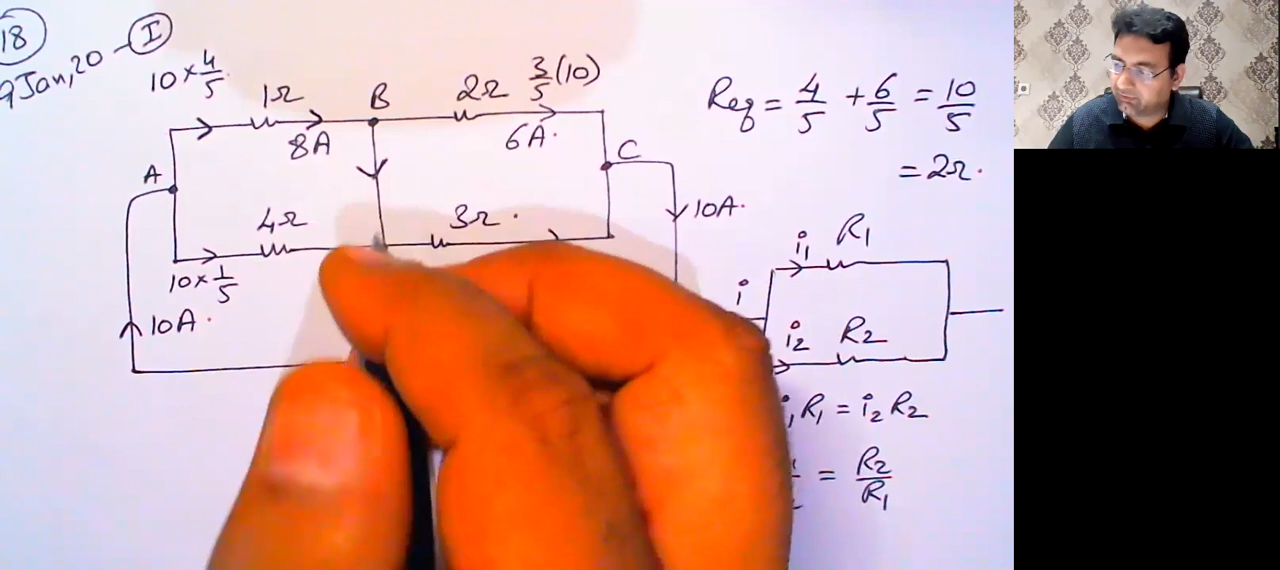 18
9 Jan, 20 - I
10 × 4/5
1Ω
B
2Ω
3/5 (10)
8A
6A.
A
C
4Ω
3Ω.
10 × 1/5
10A.
10A.
Req = 4/5 + 6/5 = 10/5
= 2Ω.
i
i1
R1
i2
R2
i1 R1 = i2 R2
= R2/R1